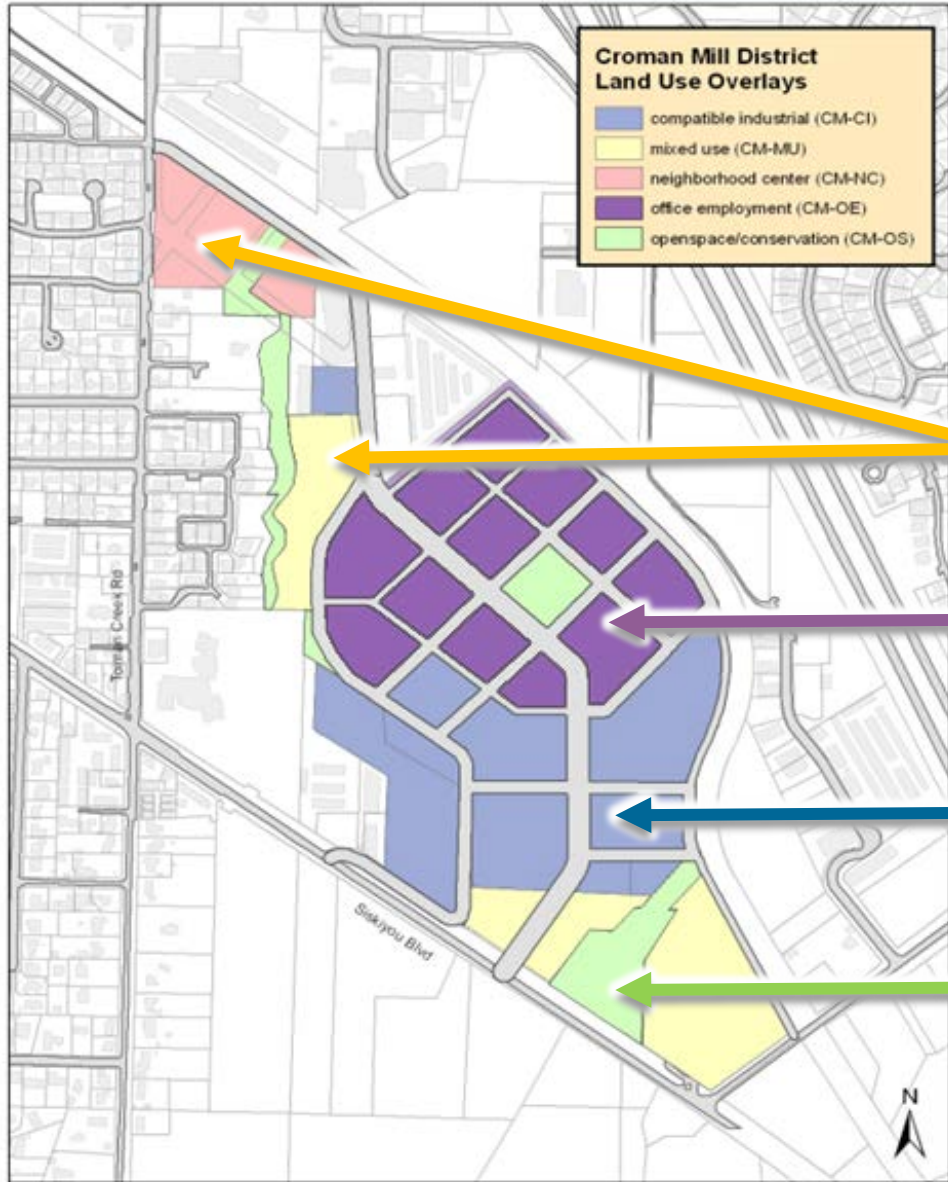 Croman Mill District
Land Use Overlays
compatible industrial (CM-CI)
mixed use (CM-MU)
neighborhood center (CM-NC)
office employment (CM-OE)
openspace/conservation (CM-OS)
Tolman Creek Rd
Siskiyou Blvd
N